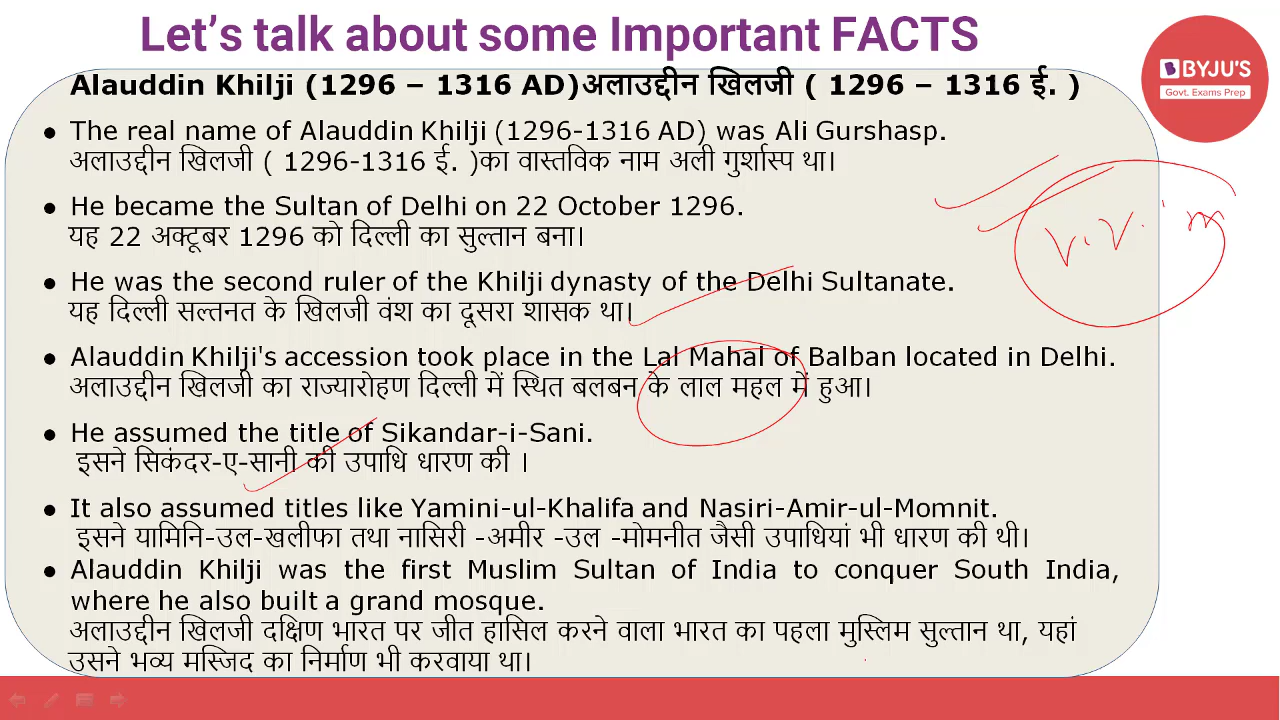 Let's talk about some Important FACTS
BYJU'S
Govt. Exams Prep
Alauddin Khilji (1296 – 1316 AD)अलाउद्दीन खिलजी ( 1296 – 1316 ई. )
● The real name of Alauddin Khilji (1296-1316 AD) was Ali Gurshasp.
अलाउद्दीन खिलजी ( 1296-1316 ई. )का वास्तविक नाम अली गुर्शास्प था।
● He became the Sultan of Delhi on 22 October 1296.
यह 22 अक्टूबर 1296 को दिल्ली का सुल्तान बना।
V. V. 'm
● He was the second ruler of the Khilji dynasty of the Delhi Sultanate.
यह दिल्ली सल्तनत के खिलजी वंश का दूसरा शासक था।
● Alauddin Khilji's accession took place in the Lal Mahal of Balban located in Delhi.
अलाउद्दीन खिलजी का राज्यारोहण दिल्ली में स्थित बलबन के लाल महल में हुआ।
● He assumed the title of Sikandar-i-Sani.
इसने सिकंदर-ए-सानी की उपाधि धारण की ।
● It also assumed titles like Yamini-ul-Khalifa and Nasiri-Amir-ul-Momnit.
इसने यामिनि-उल-खलीफा तथा नासिरी -अमीर -उल -मोमनीत जैसी उपाधियां भी धारण की थी।
● Alauddin Khilji was the first Muslim Sultan of India to conquer South India,
where he also built a grand mosque.
अलाउद्दीन खिलजी दक्षिण भारत पर जीत हासिल करने वाला भारत का पहला मुस्लिम सुल्तान था, यहां
उसने भव्य मस्जिद का निर्माण भी करवाया था।